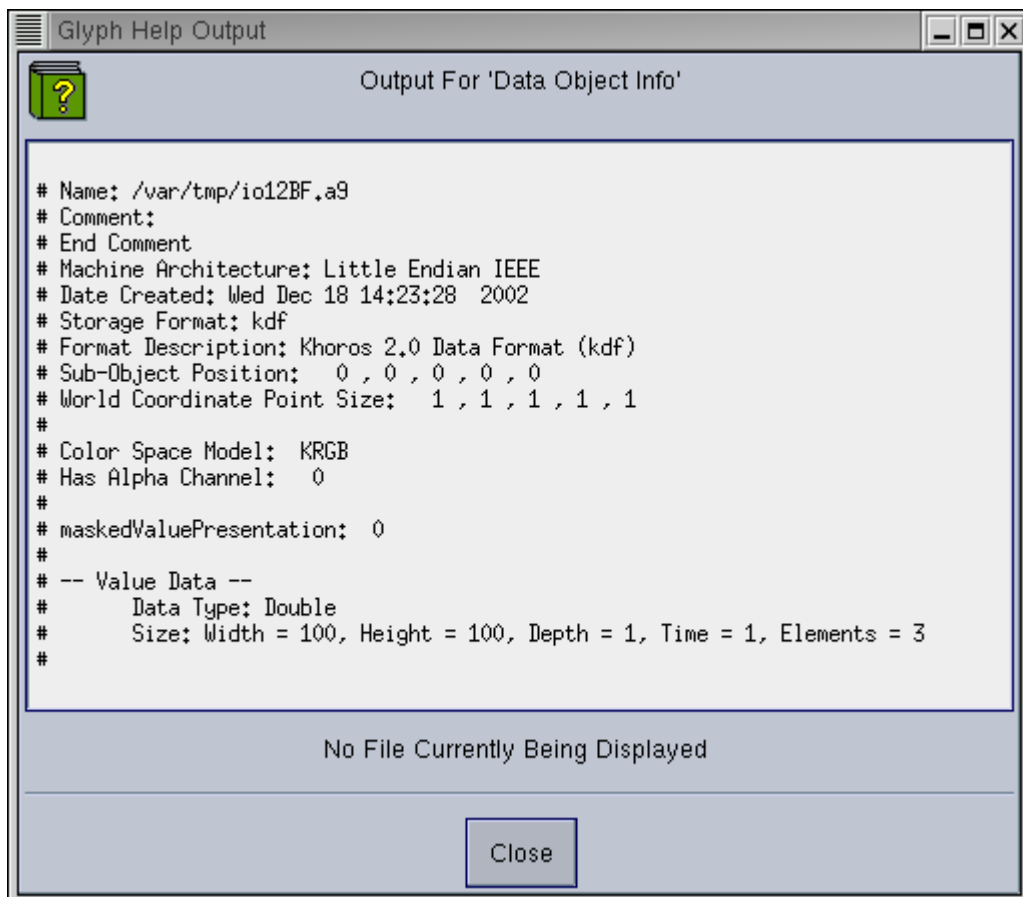 Glyph Help Output
Output For 'Data Object Info'
# Name: /var/tmp/io12BF.a9
# Comment:
# End Comment
# Machine Architecture: Little Endian IEEE
# Date Created: Wed Dec 18 14:23:28  2002
# Storage Format: kdf
# Format Description: Khoros 2.0 Data Format (kdf)
# Sub-Object Position:   0 , 0 , 0 , 0 , 0
# World Coordinate Point Size:   1 , 1 , 1 , 1 , 1
#
# Color Space Model:  KRGB
# Has Alpha Channel:   0
#
# maskedValuePresentation:  0
#
# -- Value Data --
#       Data Type: Double
#       Size: Width = 100, Height = 100, Depth = 1, Time = 1, Elements = 3
#
No File Currently Being Displayed
Close